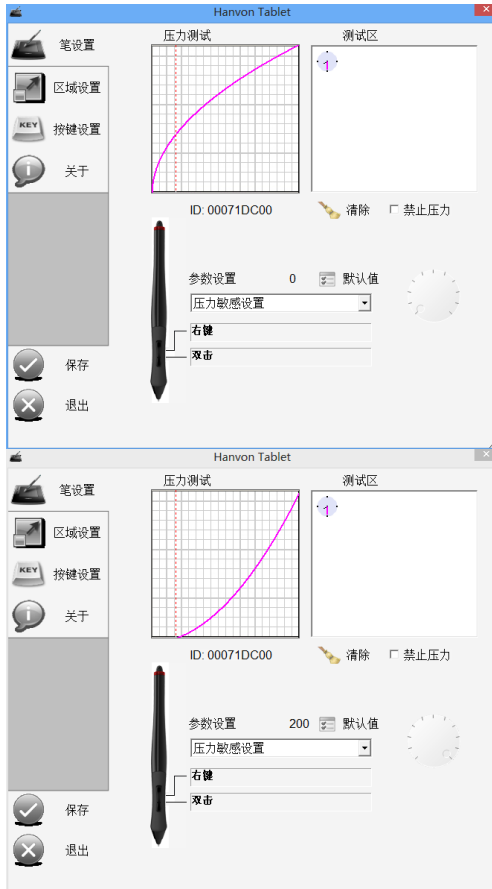 Hanvon Tablet
笔设置
压力测试
测试区
1
区域设置
KEY
按键设置
关于
ID: 00071DC00
清除
禁止压力
参数设置 0 默认值
压力敏感设置
右键
双击
保存
退出
Hanvon Tablet
笔设置
压力测试
测试区
1
区域设置
KEY
按键设置
关于
ID: 00071DC00
清除
禁止压力
参数设置 200 默认值
压力敏感设置
右键
双击
保存
退出